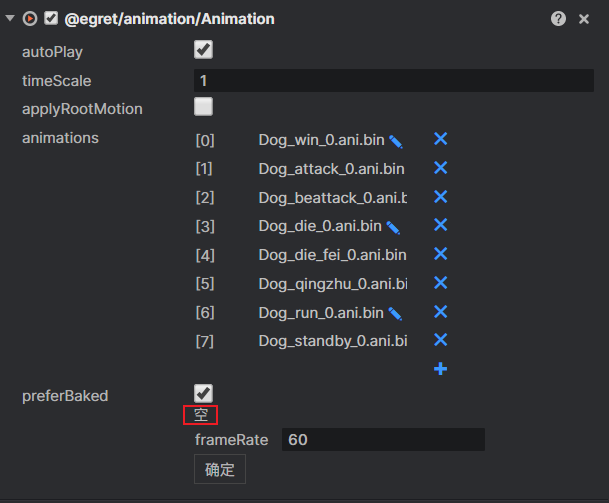 @egret/animation/Animation
autoPlay
timeScale 1
applyRootMotion
animations [0] Dog_win_0.ani.bin
[1] Dog_attack_0.ani.bin
[2] Dog_beattack_0.ani.b
[3] Dog_die_0.ani.bin
[4] Dog_die_fei_0.ani.bin
[5] Dog_qingzhu_0.ani.bi
[6] Dog_run_0.ani.bin
[7] Dog_standby_0.ani.bi
preferBaked
空
frameRate 60
确定